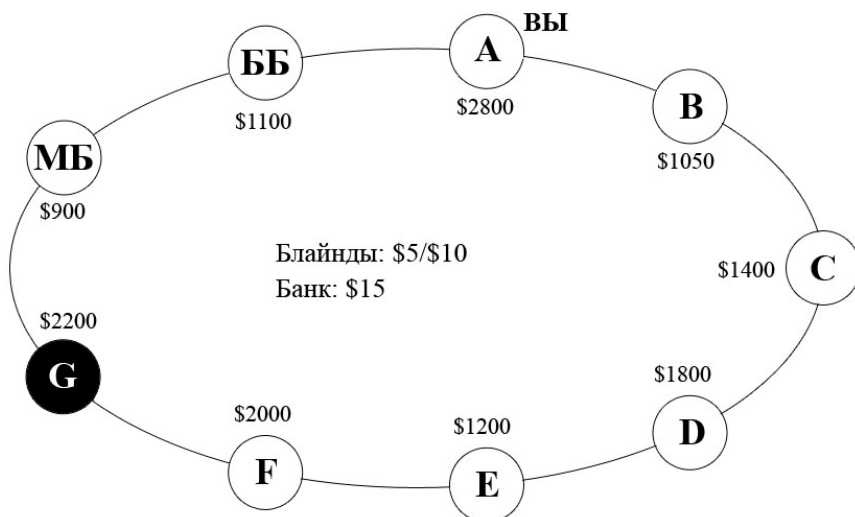 ВЫ
ББ
А
$1100
$2800
В
МБ
$1050
$900
Блайнды: $5/$10
Банк: $15
С
$1400
$2200
G
$1800
$2000
$1200
D
F
E